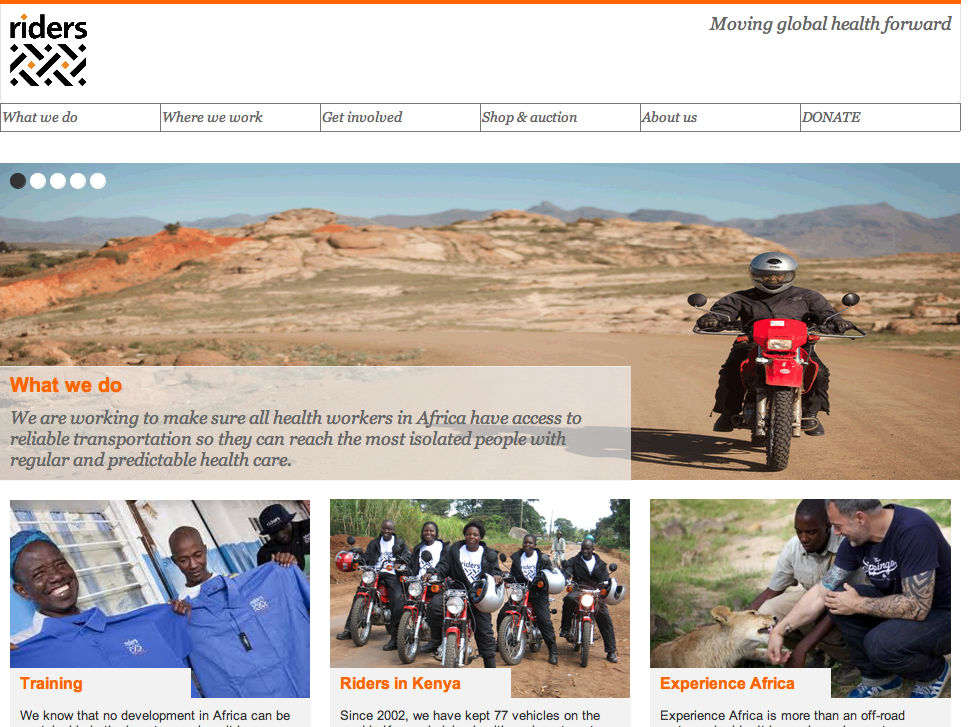 riders
Moving global health forward
What we do
Where we work
Get involved
Shop & auction
About us
DONATE
What we do
We are working to make sure all health workers in Africa have access to
reliable transportation so they can reach the most isolated people with
regular and predictable health care.
riders
riders
riders
riders
Training
Riders in Kenya
Experience Africa
We know that no development in Africa can be
Since 2002, we have kept 77 vehicles on the
Experience Africa is more than an off-road